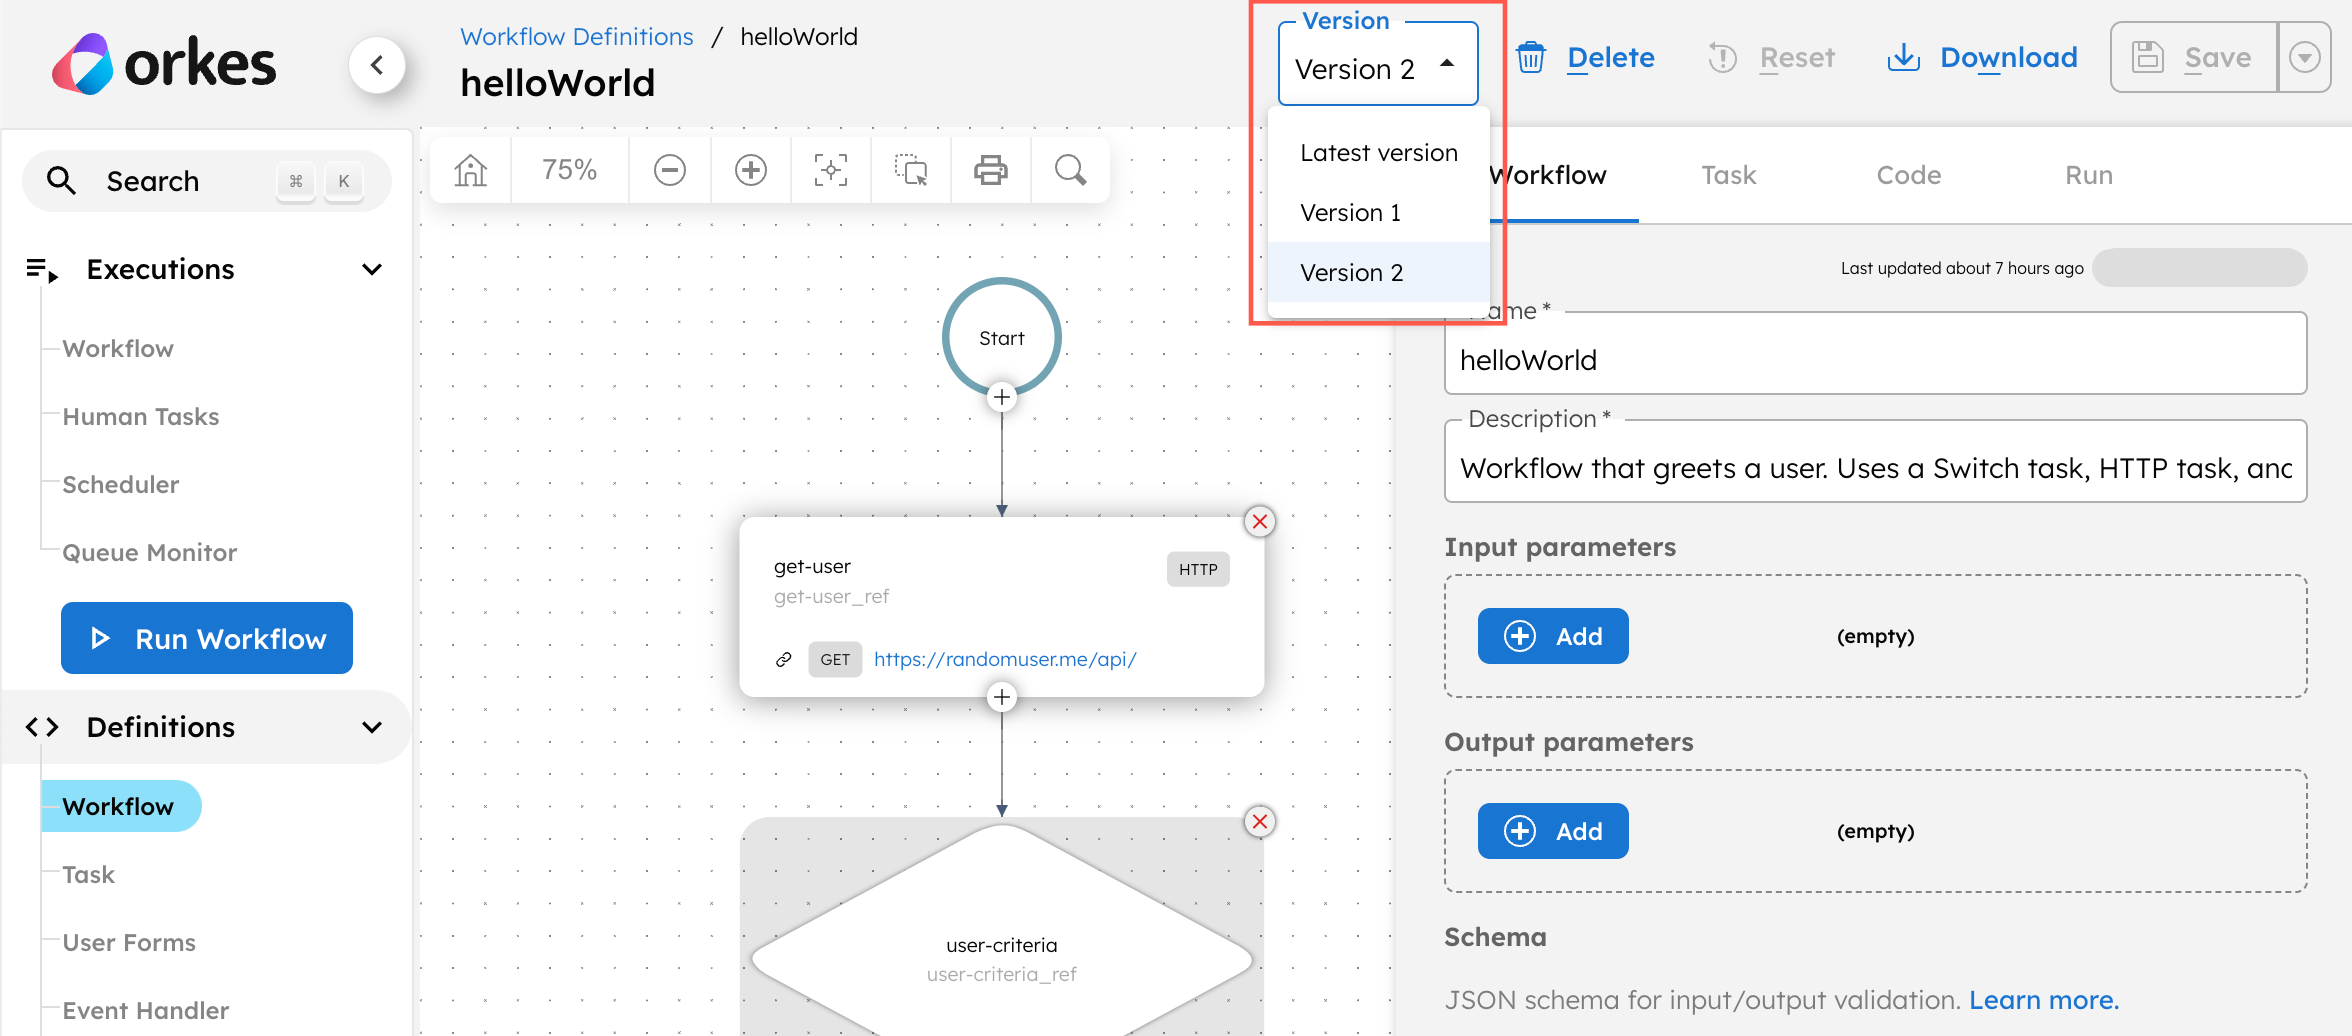 orkes
Workflow Definitions / helloWorld
helloWorld
Version
Version 2
Delete
Reset
Download
Save
Latest version
Version 1
Version 2
Search
⌘ K
Executions
Workflow
Human Tasks
Scheduler
Queue Monitor
Run Workflow
Definitions
Workflow
Task
User Forms
Event Handler
75%
Start
get-user
get-user_ref
HTTP
GET https://randomuser.me/api/
user-criteria
user-criteria_ref
Workflow Task Code Run
Last updated about 7 hours ago
helloWorld
Description *
Workflow that greets a user. Uses a Switch task, HTTP task, and
Input parameters
Add (empty)
Output parameters
Add (empty)
Schema
JSON schema for input/output validation. Learn more.